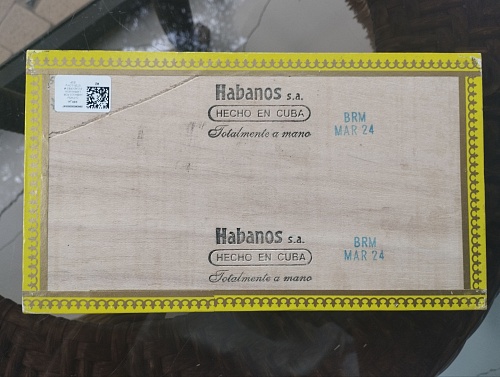 Habanos s.a.
HECHO EN CUBA
Totalmente a mano
BRM
MAR 24
Habanos s.a.
HECHO EN CUBA
Totalmente a mano
BRM
MAR 24